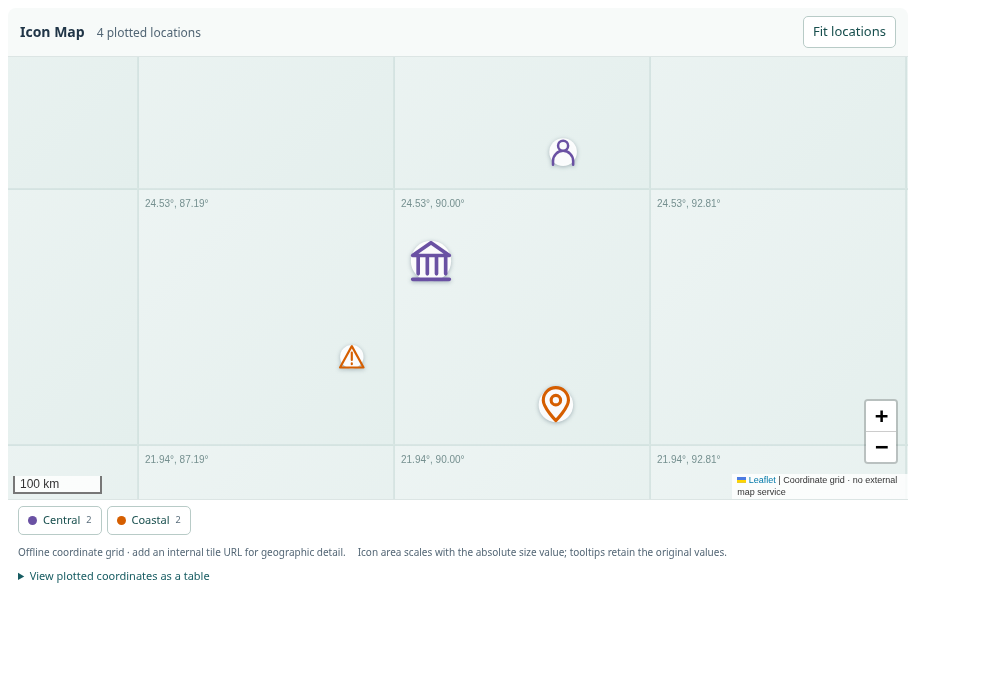 Icon Map 4 plotted locations Fit locations
24.53°, 87.19° 24.53°, 90.00° 24.53°, 92.81°
+
21.94°, 87.19° 21.94°, 90.00° 21.94°, 92.81°
−
100 km
Leaflet | Coordinate grid · no external
map service
Central 2 Coastal 2
Offline coordinate grid · add an internal tile URL for geographic detail. Icon area scales with the absolute size value; tooltips retain the original values.
View plotted coordinates as a table